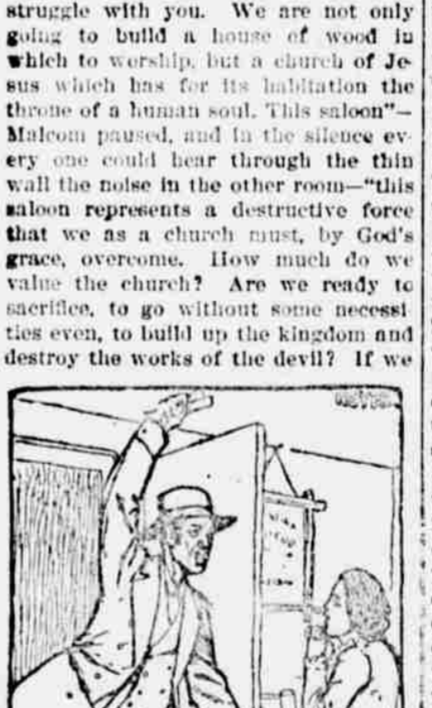 struggle with you. We are not only
going to build a house of wood in
which to worship, but a church of Je-
sus which has for its habitation the
throne of a human soul. This saloon"—
Malcom paused, and in the silence ev-
ery one could hear through the thin
wall the noise in the other room—"this
saloon represents a destructive force
that we as a church must, by God's
grace, overcome. How much do we
value the church? Are we ready to
sacrifice, to go without some necessi
ties even, to build up the kingdom and
destroy the works of the devil? If we